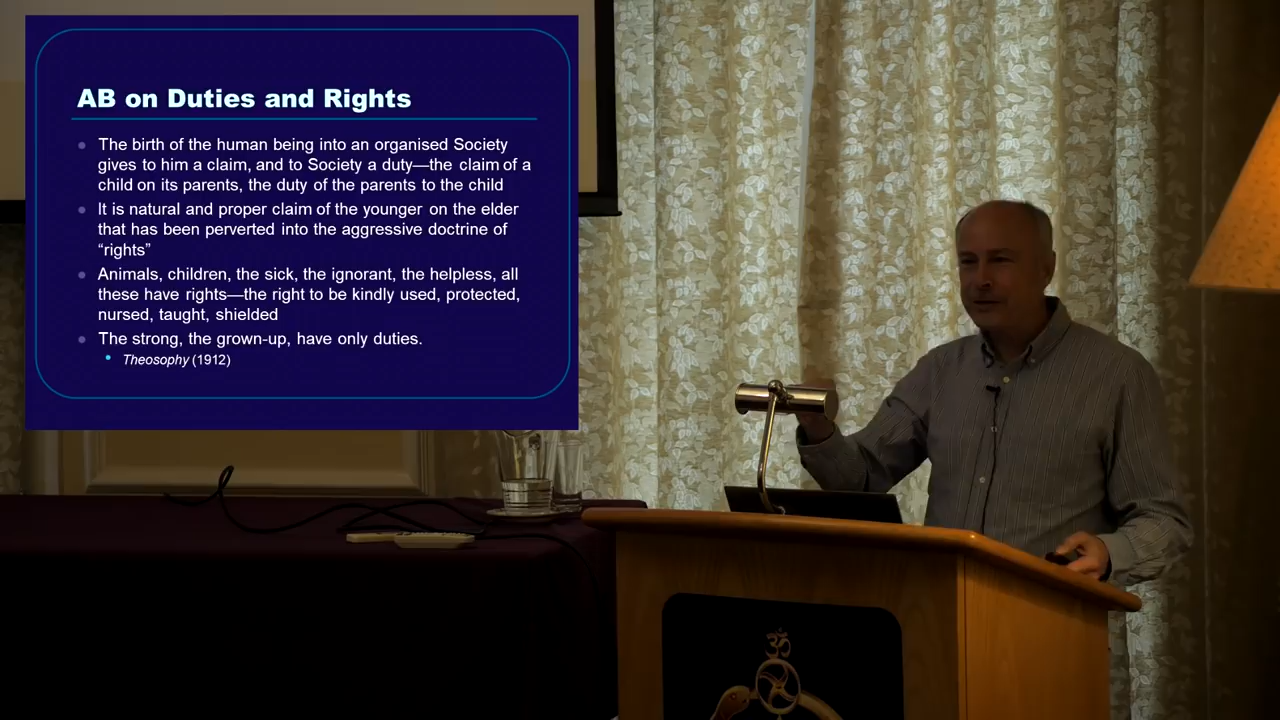 AB on Duties and Rights
The birth of the human being into an organised Society
gives to him a claim, and to Society a duty—the claim of a
child on its parents, the duty of the parents to the child
It is natural and proper claim of the younger on the elder
that has been perverted into the aggressive doctrine of
“rights”
Animals, children, the sick, the ignorant, the helpless, all
these have rights—the right to be kindly used, protected,
nursed, taught, shielded
The strong, the grown-up, have only duties.
Theosophy (1912)
ॐ